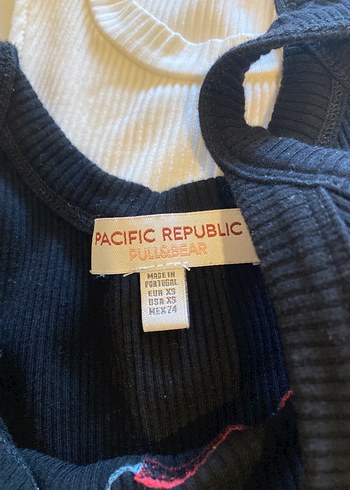 PACIFIC REPUBLIC
PULL&BEAR
MADE IN
PORTUGAL
EUR XS
USA XS
MEX 24